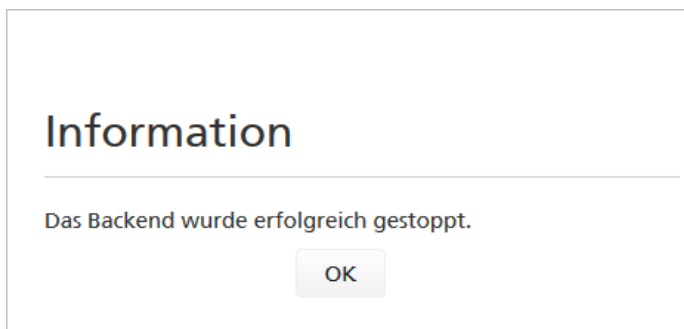 Information
Das Backend wurde erfolgreich gestoppt.
OK